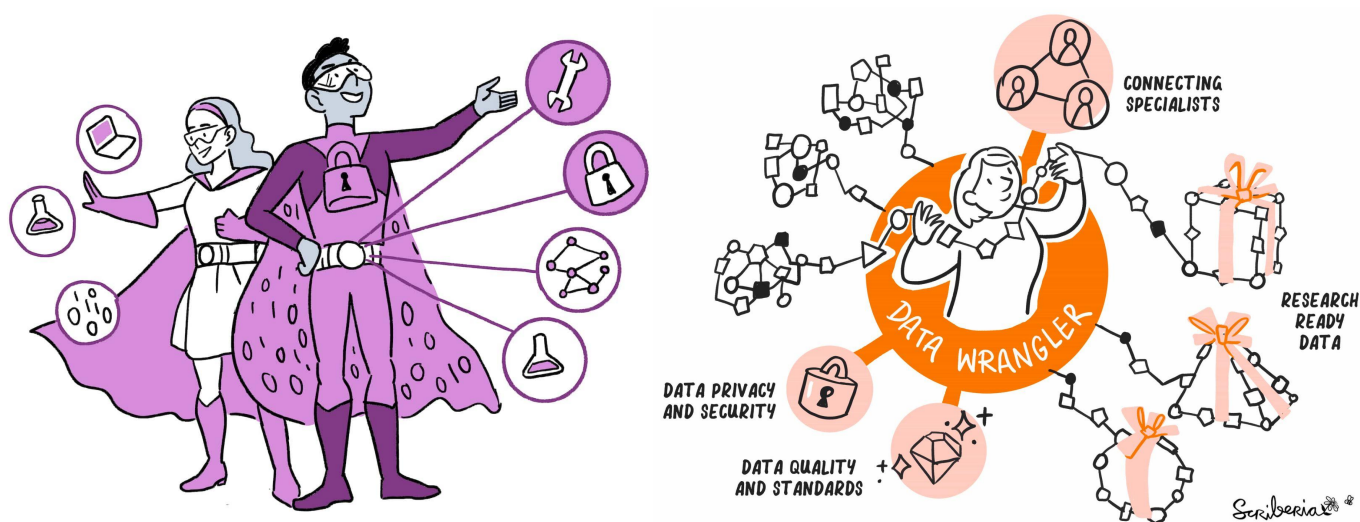 CONNECTING
SPECIALISTS
DATA WRANGLER
RESEARCH
READY
DATA
DATA PRIVACY
AND SECURITY
DATA QUALITY
AND STANDARDS
Scriberia